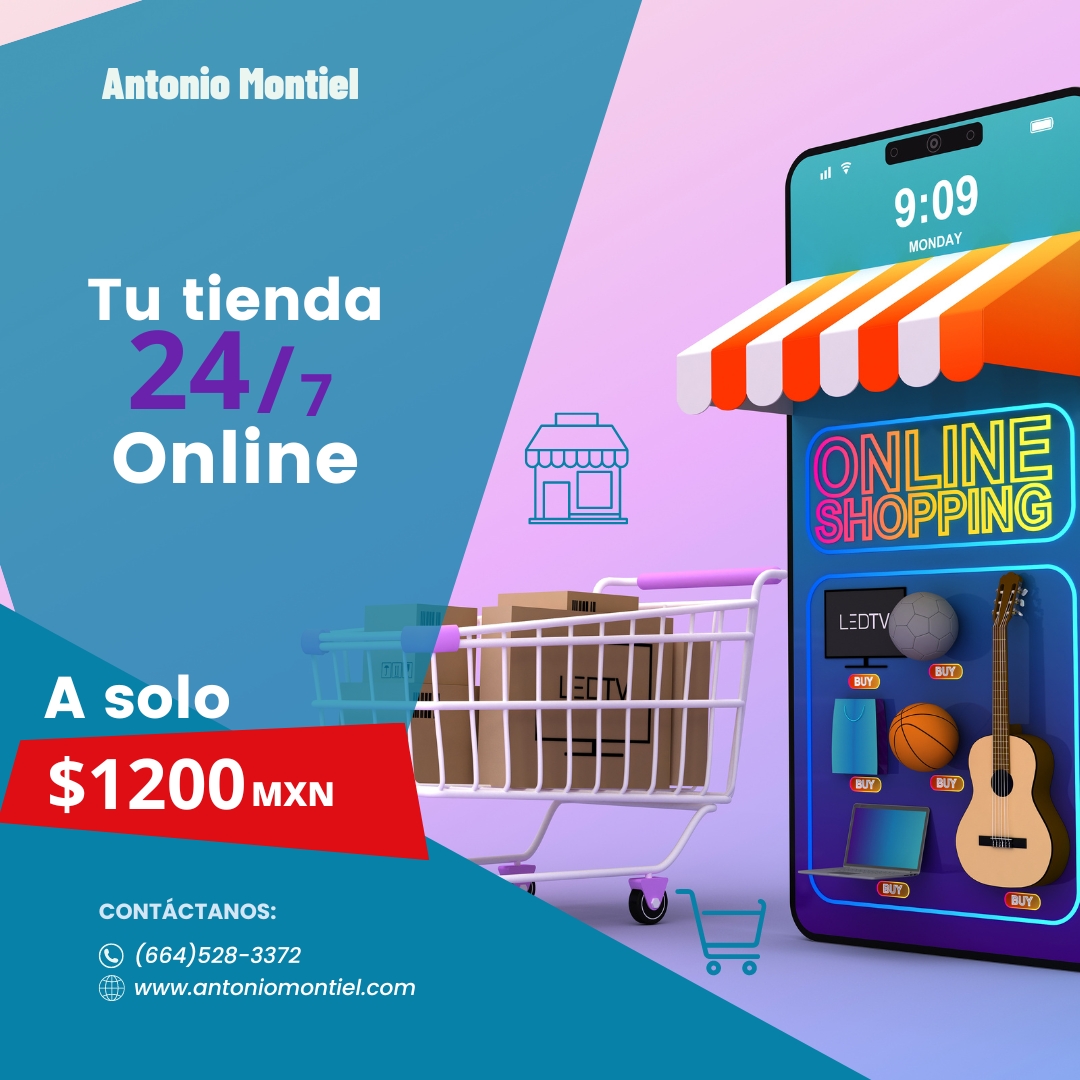 Antonio Montiel
Tu tienda
24/7
Online
A solo
$1200 MXN
CONTÁCTANOS:
(664)528-3372
www.antoniomontiel.com
9:09
MONDAY
ONLINE
SHOPPING
LEDTV
BUY
BUY
BUY
BUY
BUY
BUY
LEDTV